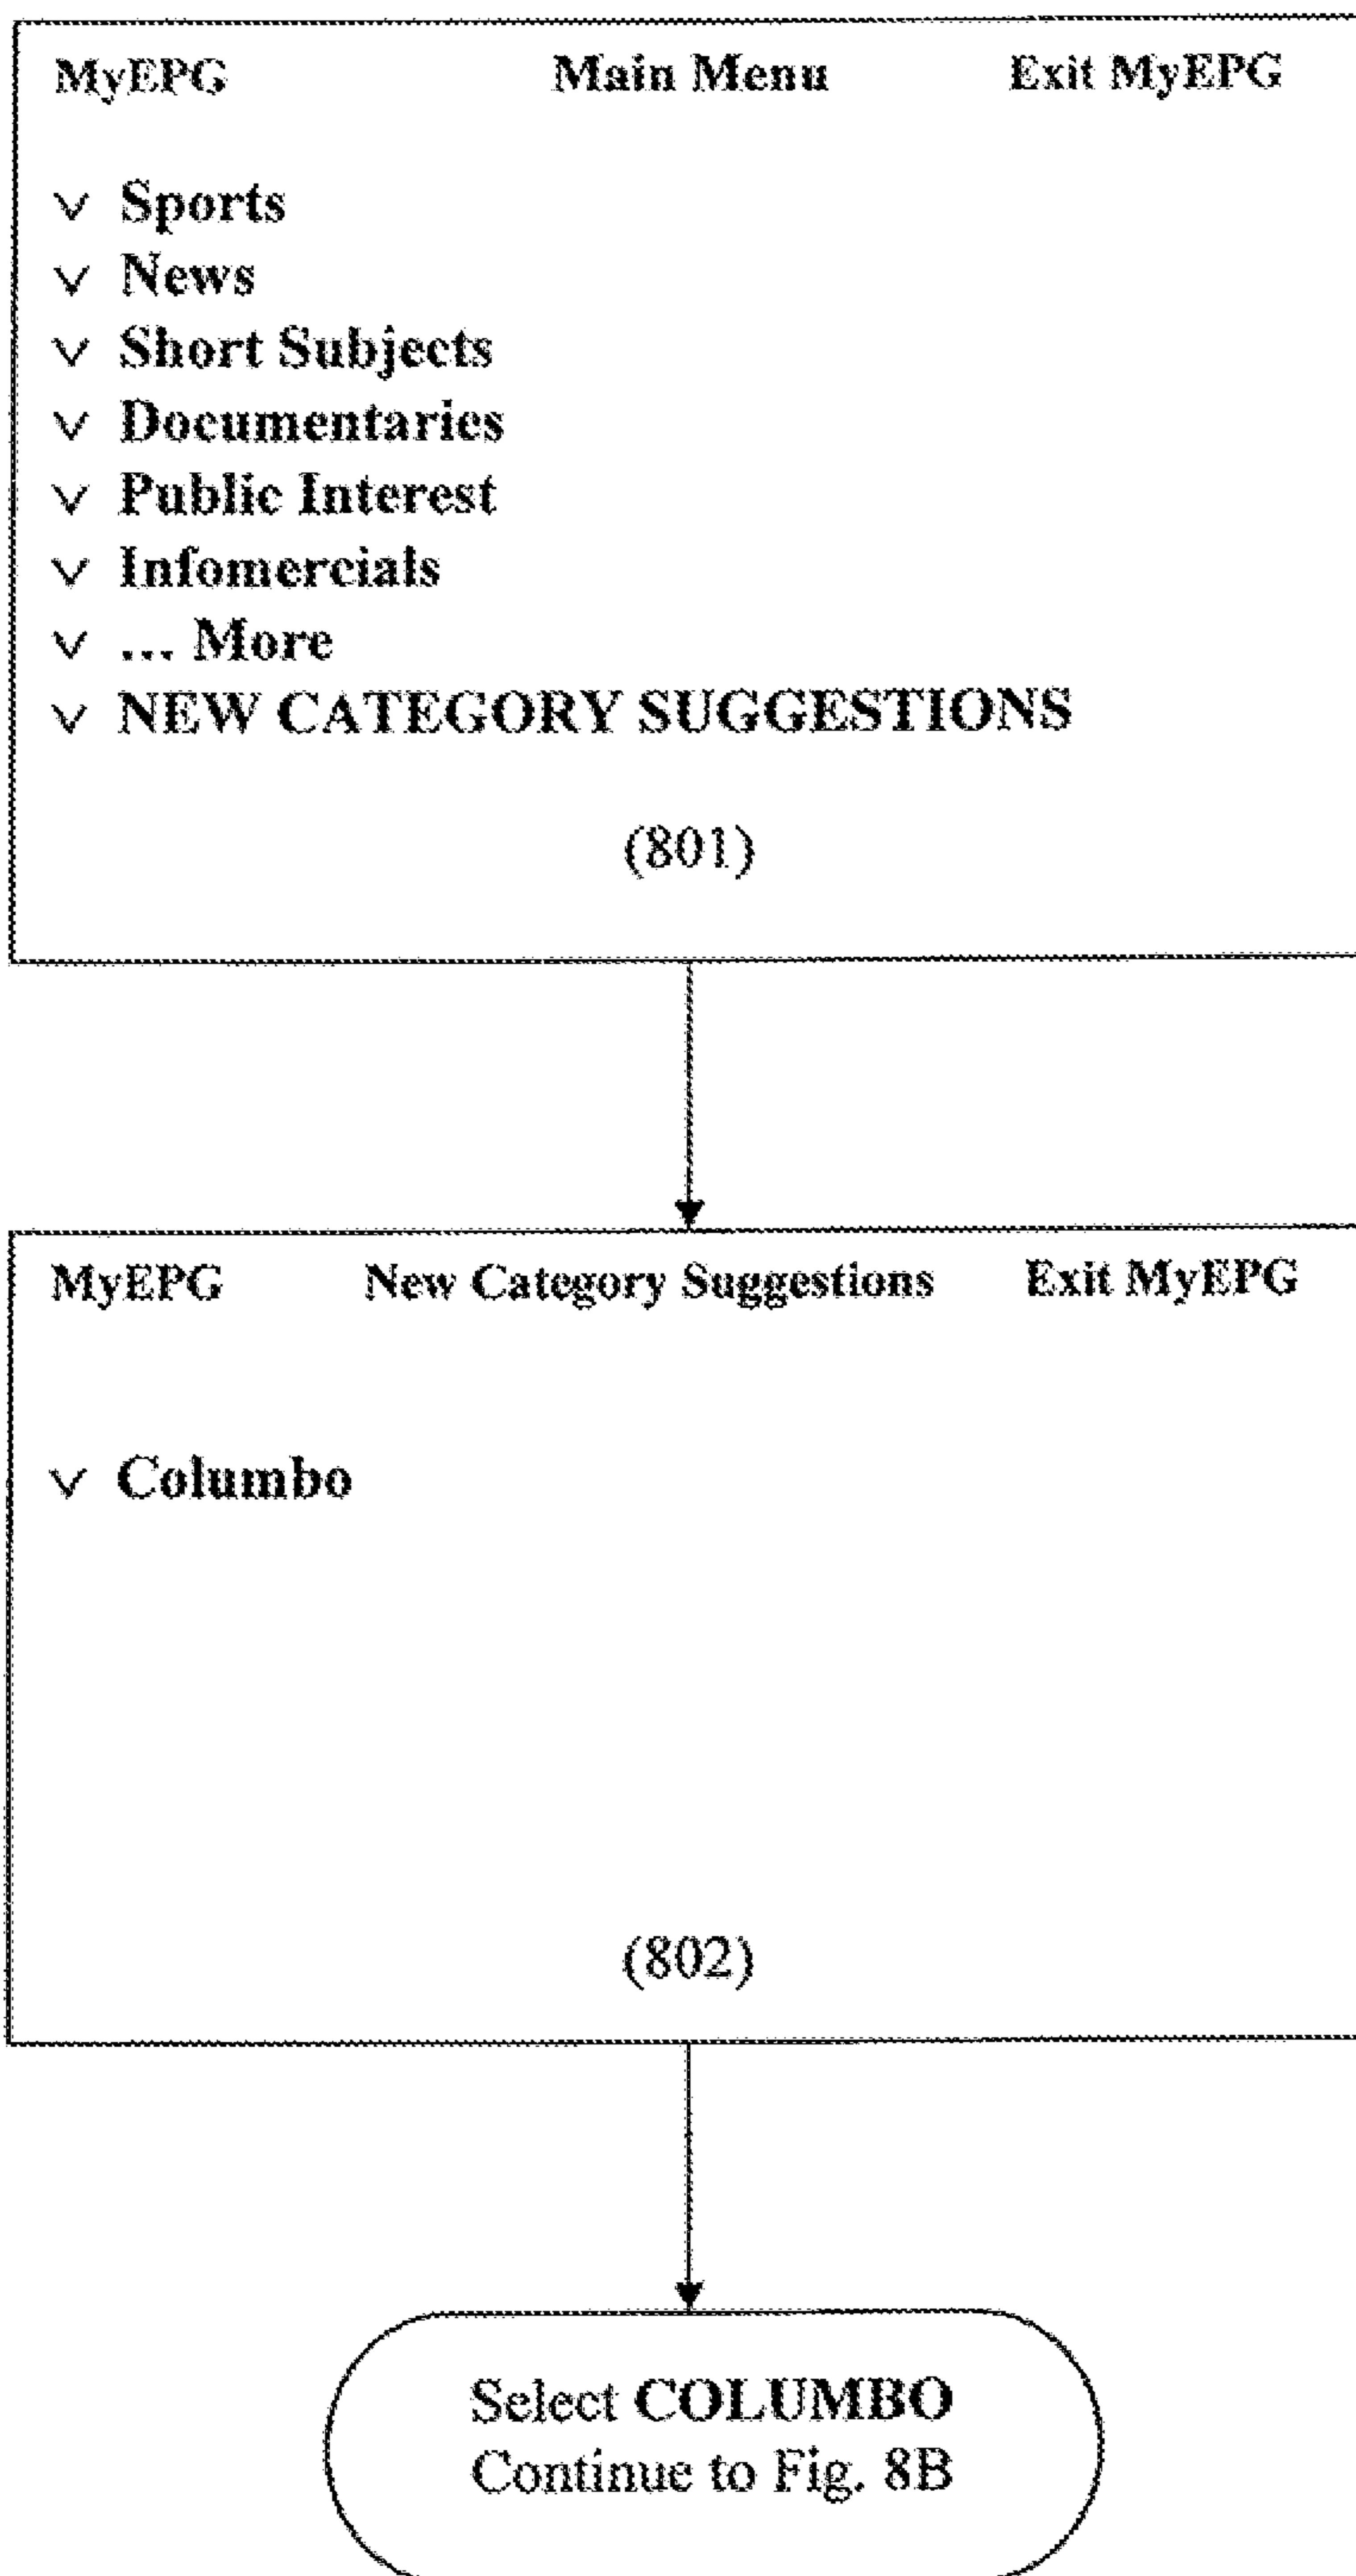 MyEPG Main Menu Exit MyEPG
∨ Sports
∨ News
∨ Short Subjects
∨ Documentaries
∨ Public Interest
∨ Infomercials
∨ ... More
∨ NEW CATEGORY SUGGESTIONS
(801)
MyEPG New Category Suggestions Exit MyEPG
∨ Columbo
(802)
Select COLUMBO
Continue to Fig. 8B